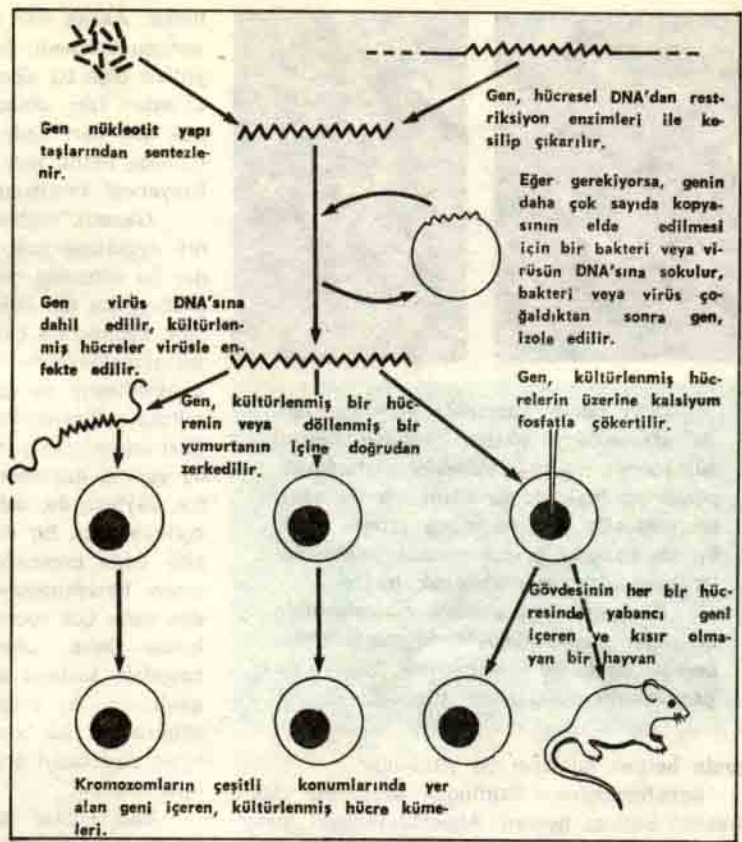 Gen nükleotit yapı
taşlarından sentezle-
nir.
Gen, hücresel DNA'dan rest-
riksiyon enzimleri ile ke-
silip çıkarılır.
Eğer gerekiyorsa, genin
daha çok sayıda kopya-
sının elde edilmesi
için bir bakteri veya vi-
rüsün DNA'sına sokulur,
bakteri veya virüs ço-
ğaldıktan sonra gen,
izole edilir.
Gen virüs DNA'sına
dahil edilir, kültürlen-
miş hücreler virüsle en-
fekte edilir.
Gen, kültürlenmiş bir hüc-
renin veya döllenmiş bir
yumurtanın içine doğrudan
zerkedilir.
Gen, kültürlenmiş hüc-
relerin üzerine kalsiyum
fosfatla çökertilir.
Gövdesinin her bir hüc-
resinde yabancı geni
içeren ve kısır olma-
yan bir hayvan
Kromozomların çeşitli konumlarında yer
alan geni içeren, kültürlenmiş hücre küme-
leri.